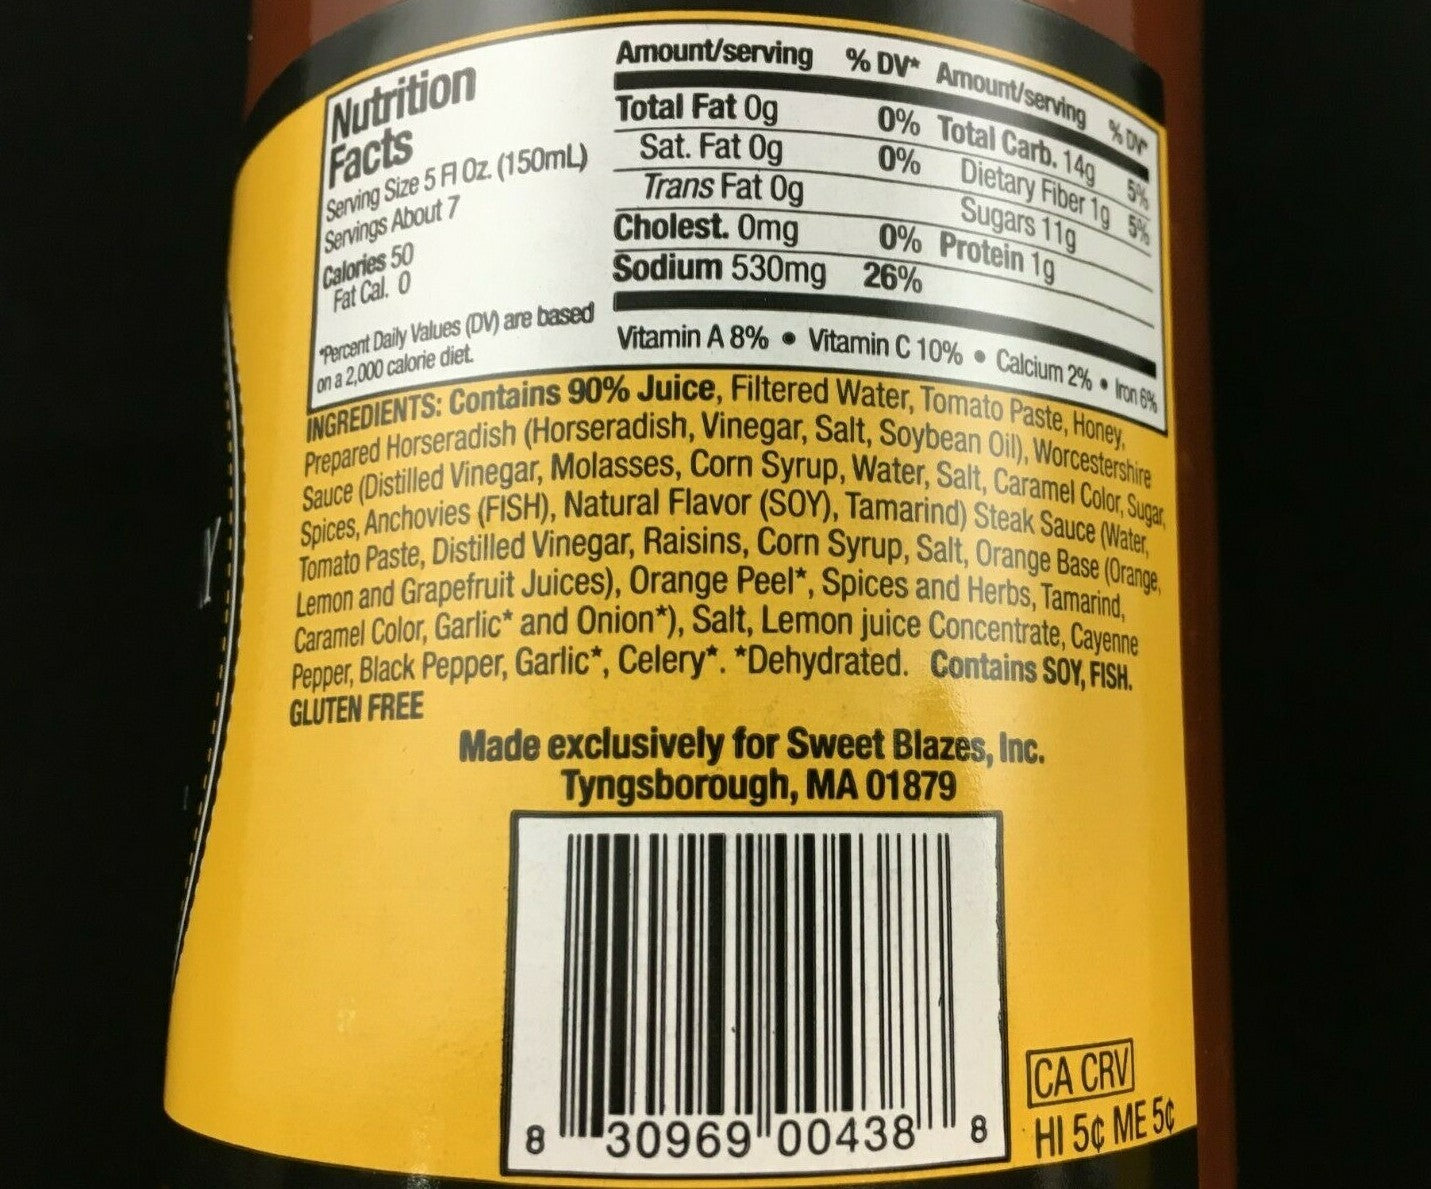 Nutrition
Facts
Serving Size 5 Fl Oz. (150mL)
Servings About 7
Calories 50
Fat Cal. 0
*Percent Daily Values (DV) are based
on a 2,000 calorie diet.
Amount/serving % DV* Amount/serving % DV*
Total Fat 0g 0% Total Carb. 14g 5%
Sat. Fat 0g 0% Dietary Fiber 1g 5%
Trans Fat 0g Sugars 11g
Cholest. 0mg 0% Protein 1g
Sodium 530mg 26%
Vitamin A 8% • Vitamin C 10% • Calcium 2% • Iron 6%
INGREDIENTS: Contains 90% Juice, Filtered Water, Tomato Paste, Honey,
Prepared Horseradish (Horseradish, Vinegar, Salt, Soybean Oil), Worcestershire
Sauce (Distilled Vinegar, Molasses, Corn Syrup, Water, Salt, Caramel Color, Sugar,
Spices, Anchovies (FISH), Natural Flavor (SOY), Tamarind) Steak Sauce (Water,
Tomato Paste, Distilled Vinegar, Raisins, Corn Syrup, Salt, Orange Base (Orange,
Lemon and Grapefruit Juices), Orange Peel*, Spices and Herbs, Tamarind,
Caramel Color, Garlic* and Onion*), Salt, Lemon juice Concentrate, Cayenne
Pepper, Black Pepper, Garlic*, Celery*. *Dehydrated. Contains SOY, FISH.
GLUTEN FREE
Made exclusively for Sweet Blazes, Inc.
Tyngsborough, MA 01879
8 30969 00438 8
CA CRV
HI 5¢ ME 5¢